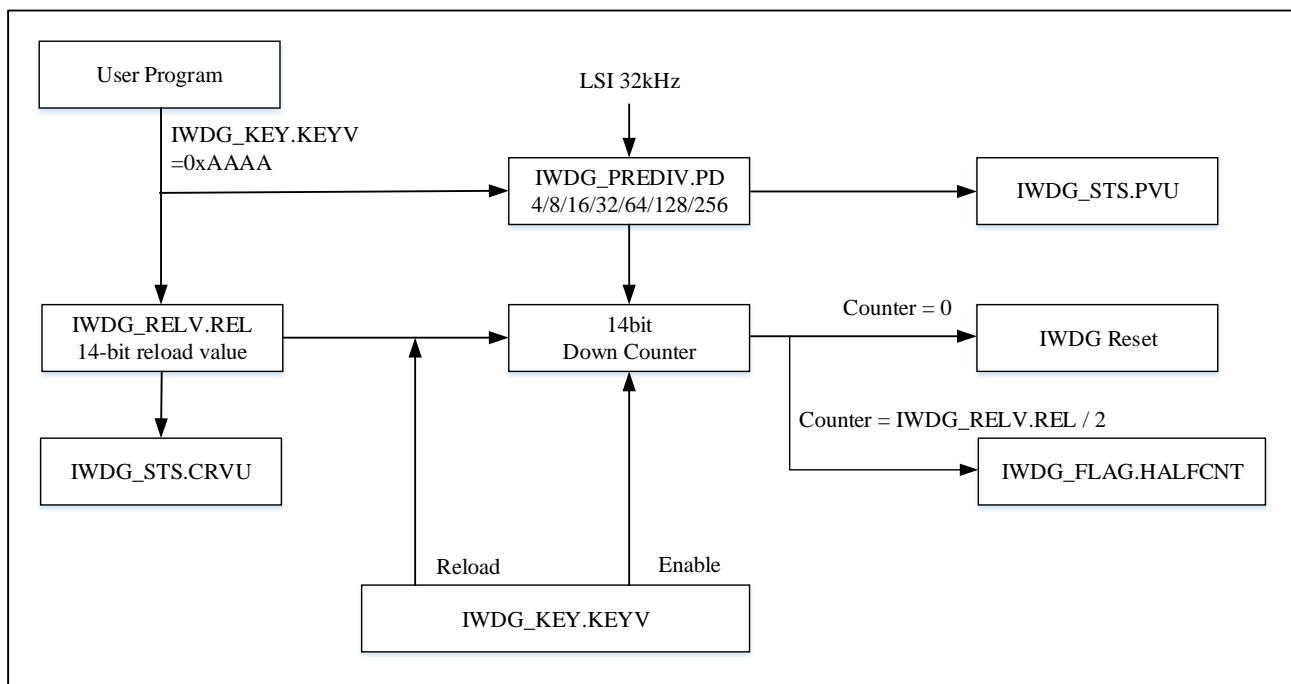 User Program
LSI 32kHz
IWDG_KEY.KEYV
=0xAAAA
IWDG_PREDIV.PD
4/8/16/32/64/128/256
IWDG_STS.PVU
IWDG_RELV.REL
14-bit reload value
14bit
Down Counter
Counter = 0
IWDG Reset
Counter = IWDG_RELV.REL / 2
IWDG_STS.CRVU
IWDG_FLAG.HALFCNT
Reload
Enable
IWDG_KEY.KEYV